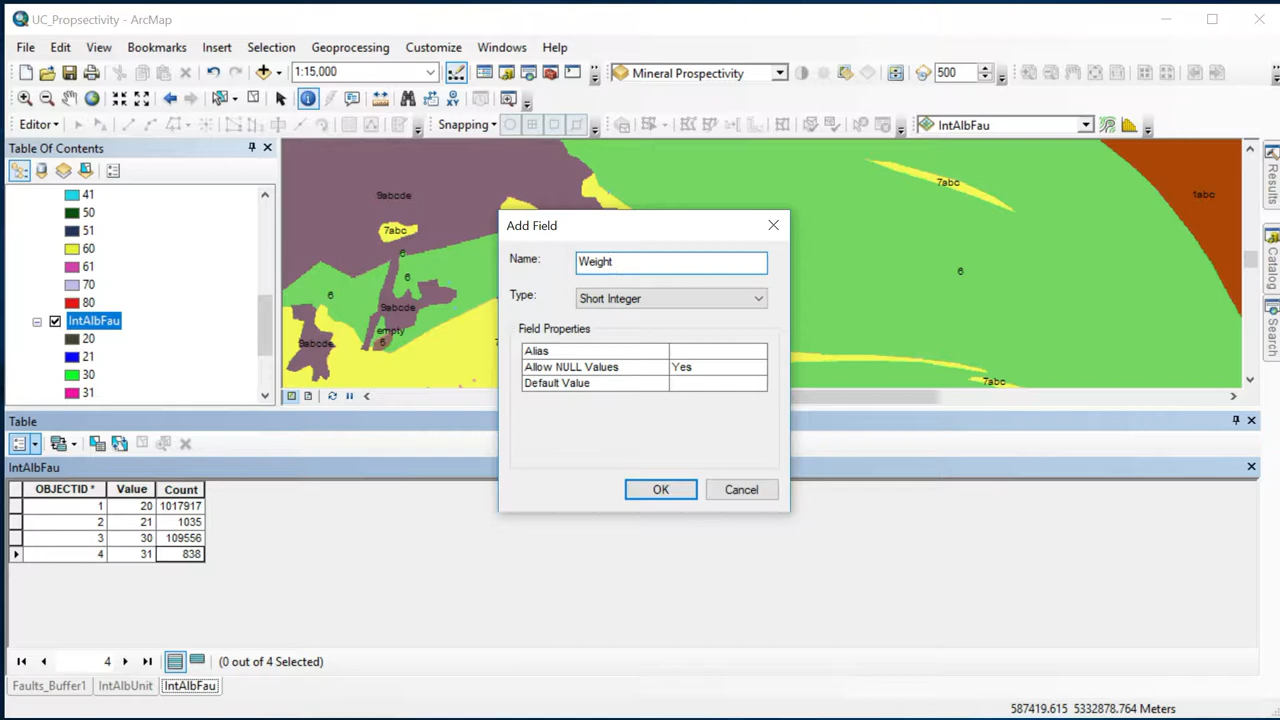 UC_Propsectivity - ArcMap
File Edit View Bookmarks Insert Selection Geoprocessing Customize Windows Help
1:15,000 Mineral Prospectivity 500
Editor Snapping IntAlbFau
Table Of Contents
41
50
51
60
61
70
80
IntAlbFau
20
21
30
31
9abcde
7abc
6
6
6
9abcde
empty
9abcde
6
7abc
1abc
6
7abc
Add Field
Name: Weight
Type: Short Integer
Field Properties
Alias
Allow NULL Values Yes
Default Value
OK Cancel
Results
Catalog
Search
Table
IntAlbFau
OBJECTID * Value Count
1 20 1017917
2 21 1035
3 30 109556
4 31 838
4 (0 out of 4 Selected)
Faults_Buffer1 IntAlbUnit IntAlbFau
587419.615 5332878.764 Meters